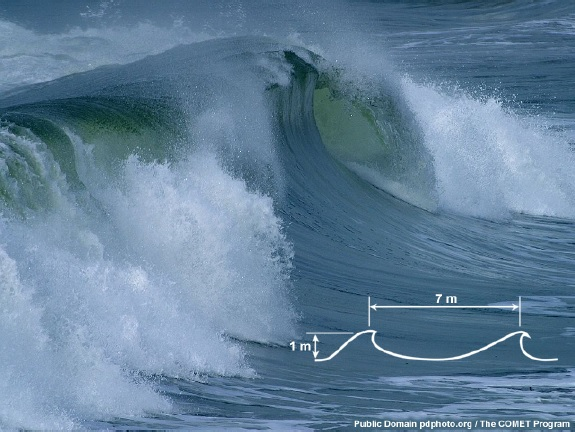 7 m
1 m
Public Domain pdphoto.org / The COMET Program